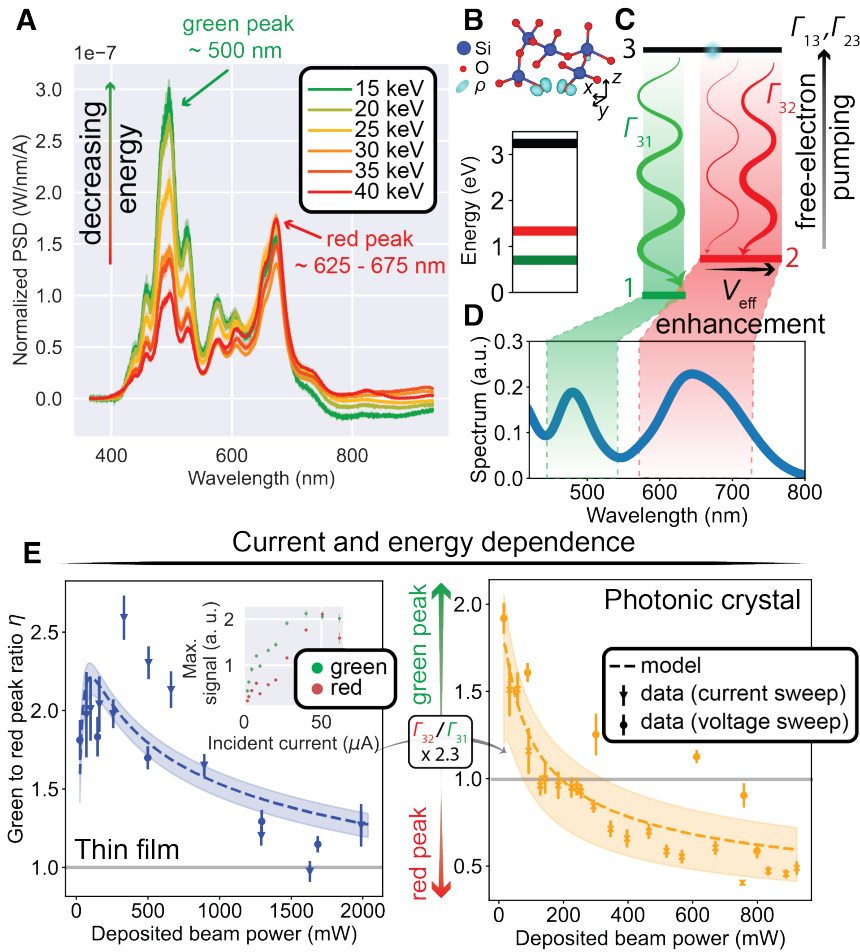 A
1e−7
green peak
~ 500 nm
3.0
2.5
2.0
1.5
1.0
0.5
0.0
Normalized PSD (W/nm/A)
decreasing
energy
15 keV
20 keV
25 keV
30 keV
35 keV
40 keV
red peak
~ 625 - 675 nm
400
600
800
Wavelength (nm)
B
Si
O
ρ
z
x
y
3
2
1
0
Energy (eV)
C
3
Γ13,Γ23
Γ31
Γ32
free-electron
pumping
1
2
Veff
enhancement
D
0.3
0.2
0.1
0.0
Spectrum (a.u.)
500
600
700
800
Wavelength (nm)
E
Current and energy dependence
2.5
2.0
1.5
1.0
Green to red peak ratio η
Thin film
0
500
1000
1500
2000
Deposited beam power (mW)
2
1
0
50
Max.
signal (a. u.)
green
red
Incident current (μA)
green peak
Γ32/Γ31
x 2.3
red peak
Photonic crystal
model
data (current sweep)
data (voltage sweep)
2.0
1.5
1.0
0.5
0
200
400
600
800
Deposited beam power (mW)